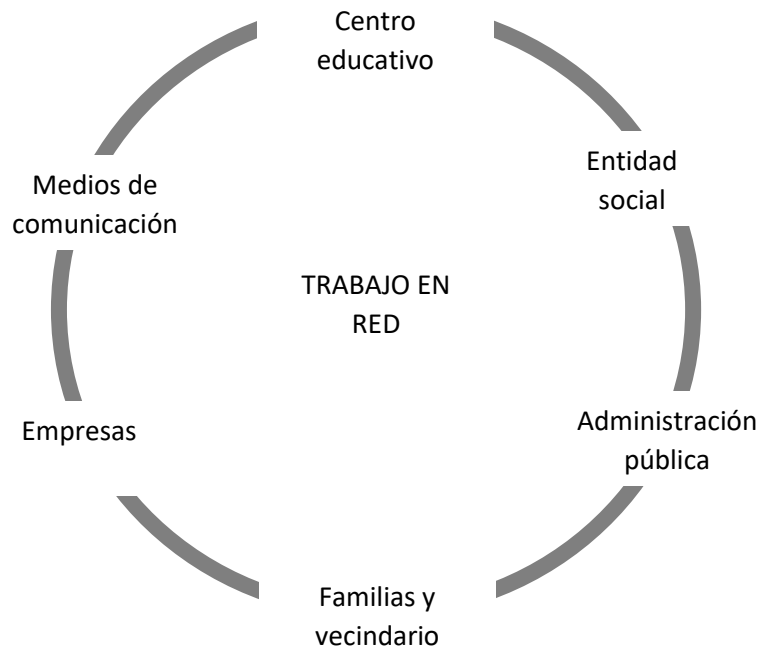 Centro
educativo
Entidad
social
Medios de
comunicación
TRABAJO EN
RED
Administración
pública
Empresas
Familias y
vecindario